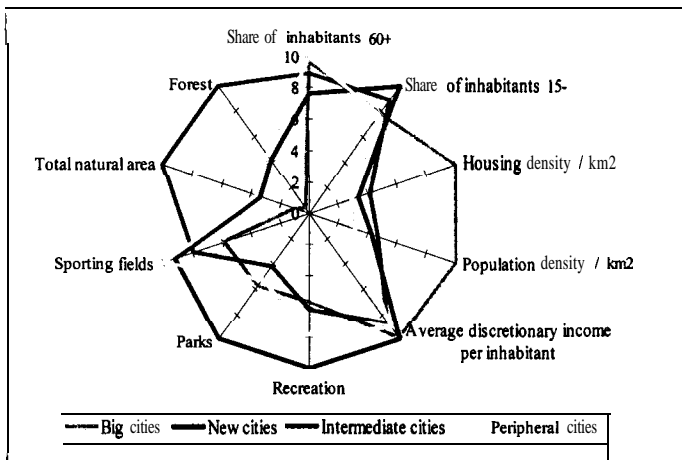 Share of inhabitants 60+
10
Forest
8
Share of inhabitants 15-
6
4
Total natural area
Housing density / km2
2
0
Sporting fields
Population density / km2
Average discretionary income
per inhabitant
Parks
Recreation
Big cities New cities Intermediate cities Peripheral cities